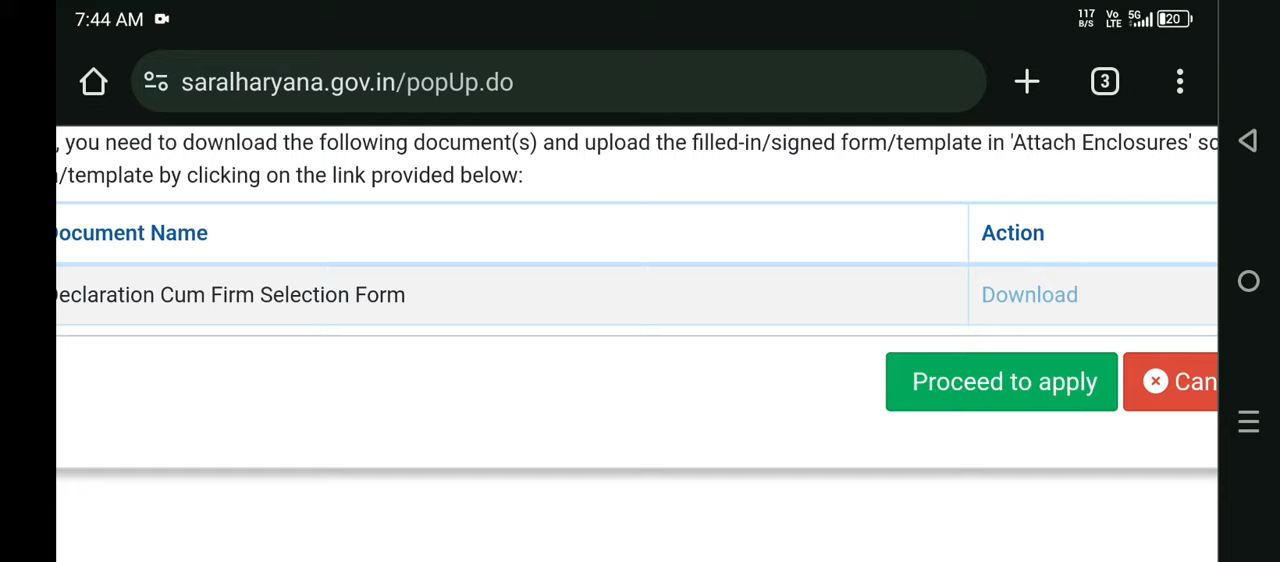 7:44 AM
117 B/S Vo LTE 5G 20
saralharyana.gov.in/popUp.do
3
, you need to download the following document(s) and upload the filled-in/signed form/template in 'Attach Enclosures' sc
/template by clicking on the link provided below:
ocument Name Action
eclaration Cum Firm Selection Form Download
Proceed to apply Can